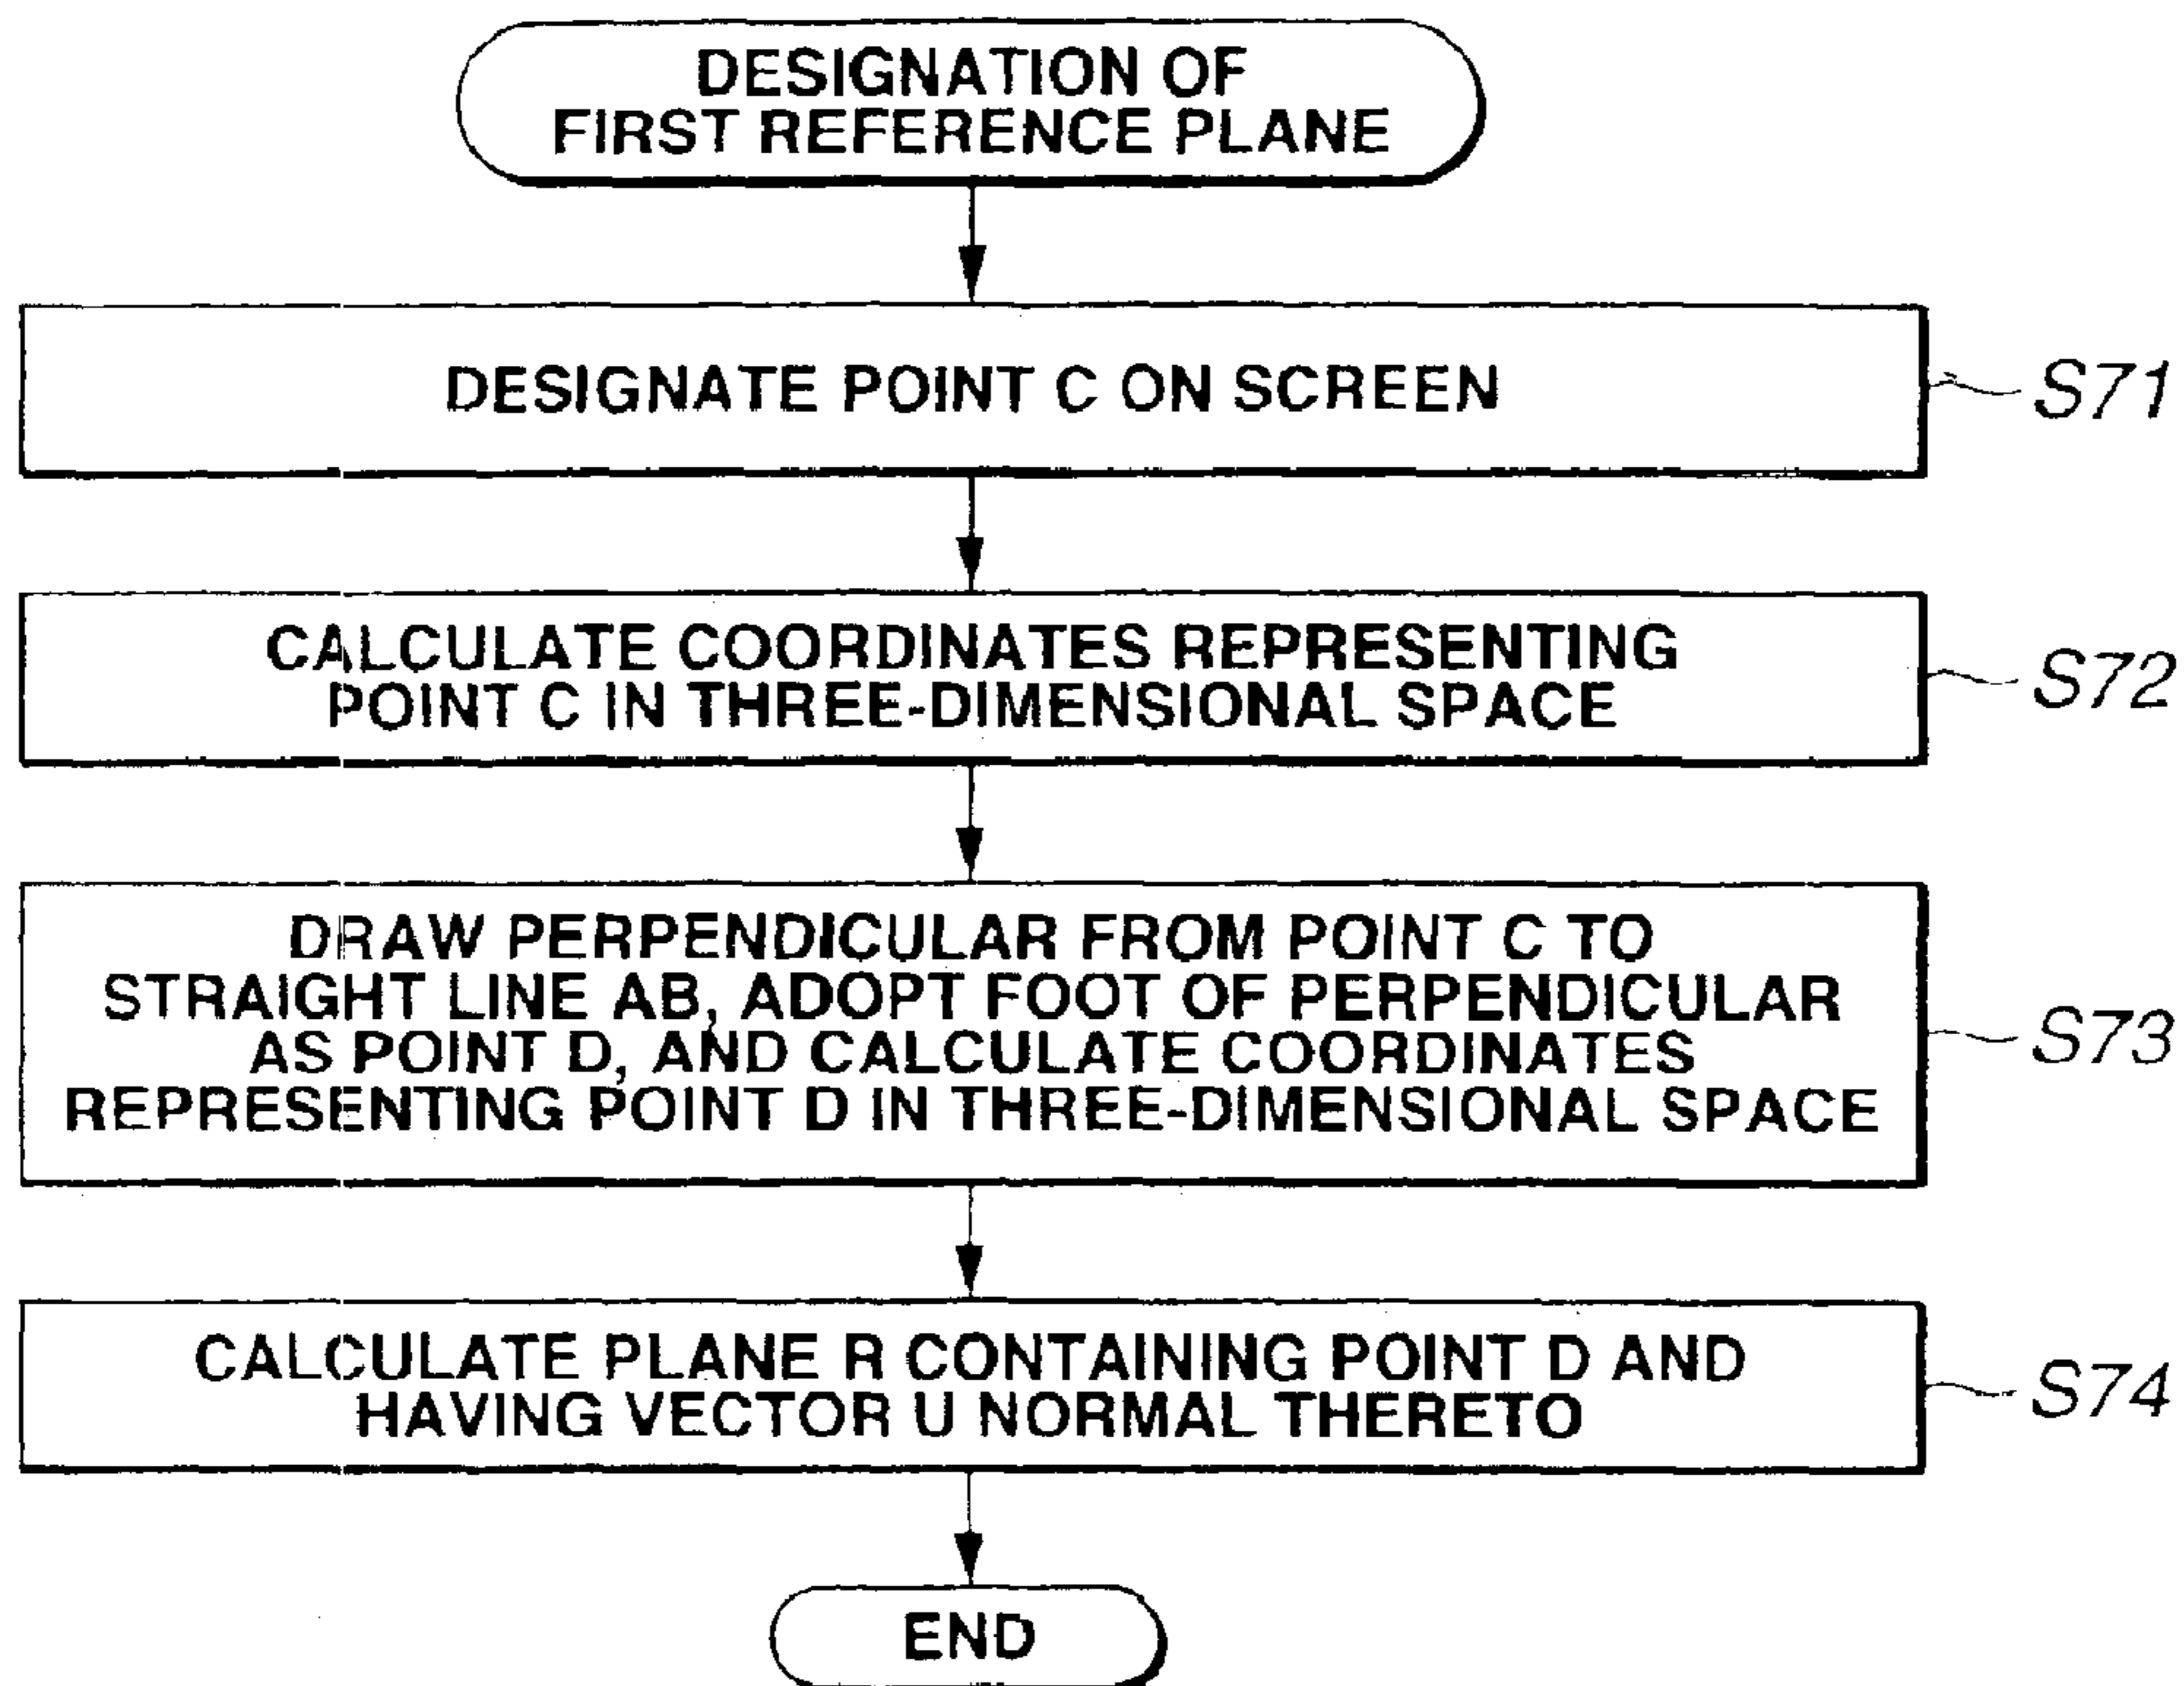 DESIGNATION OF
FIRST REFERENCE PLANE
DESIGNATE POINT C ON SCREEN
S71
CALCULATE COORDINATES REPRESENTING
POINT C IN THREE-DIMENSIONAL SPACE
S72
DRAW PERPENDICULAR FROM POINT C TO
STRAIGHT LINE AB, ADOPT FOOT OF PERPENDICULAR
AS POINT D, AND CALCULATE COORDINATES
REPRESENTING POINT D IN THREE-DIMENSIONAL SPACE
S73
CALCULATE PLANE R CONTAINING POINT D AND
HAVING VECTOR U NORMAL THERETO
S74
END